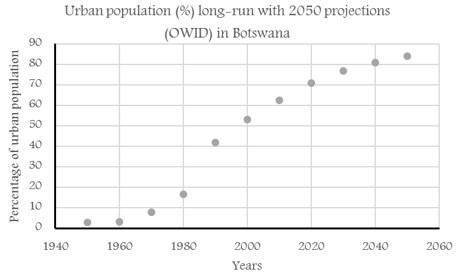 Urban population (%) long-run with 2050 projections
(OWID) in Botswana
Percentage of urban population
90
80
70
60
50
40
30
20
10
0
1940 1960 1980 2000 2020 2040 2060
Years